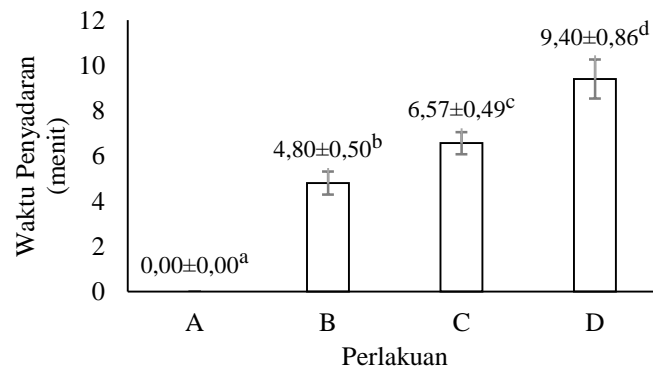 12
10
8
6
4
2
0
Waktu Penyadaran
(menit)
0,00±0,00a
4,80±0,50b
6,57±0,49c
9,40±0,86d
A B C D
Perlakuan